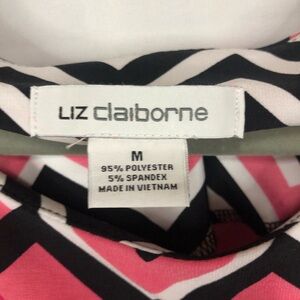 LIZ claiborne
M
95% POLYESTER
5% SPANDEX
MADE IN VIETNAM